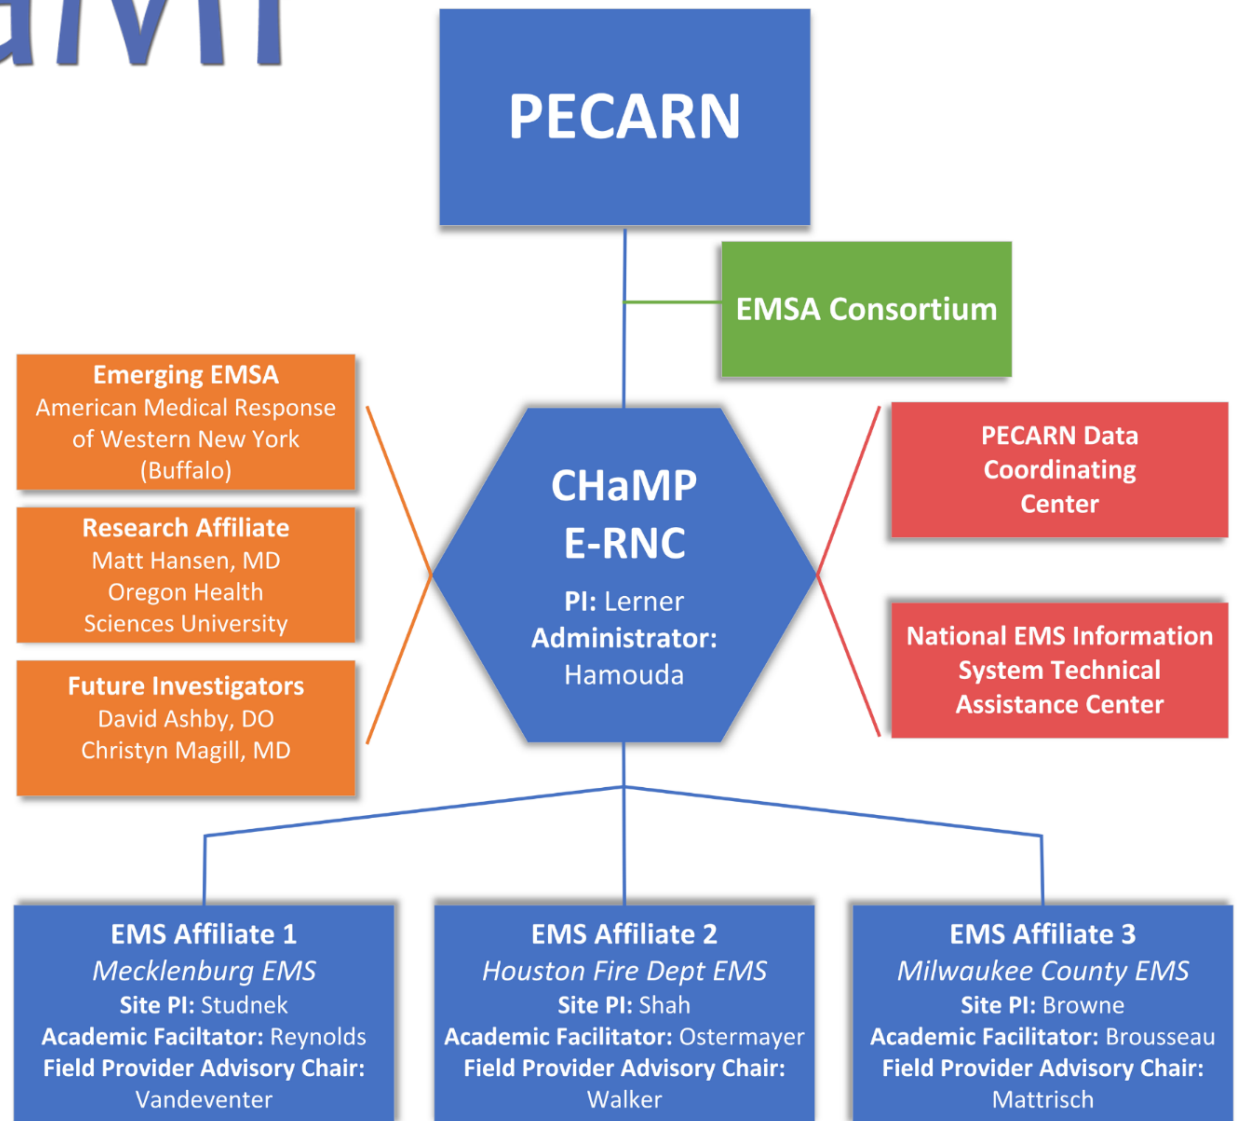 aMP
PECARN
EMSA Consortium
Emerging EMSA
American Medical Response
of Western New York
(Buffalo)
Research Affiliate
Matt Hansen, MD
Oregon Health
Sciences University
Future Investigators
David Ashby, DO
Christyn Magill, MD
CHaMP
E-RNC
PI: Lerner
Administrator:
Hamouda
PECARN Data
Coordinating
Center
National EMS Information
System Technical
Assistance Center
EMS Affiliate 1
Mecklenburg EMS
Site PI: Studnek
Academic Faciltator: Reynolds
Field Provider Advisory Chair:
Vandeventer
EMS Affiliate 2
Houston Fire Dept EMS
Site PI: Shah
Academic Facilitator: Ostermayer
Field Provider Advisory Chair:
Walker
EMS Affiliate 3
Milwaukee County EMS
Site PI: Browne
Academic Facilitator: Brousseau
Field Provider Advisory Chair:
Mattrisch